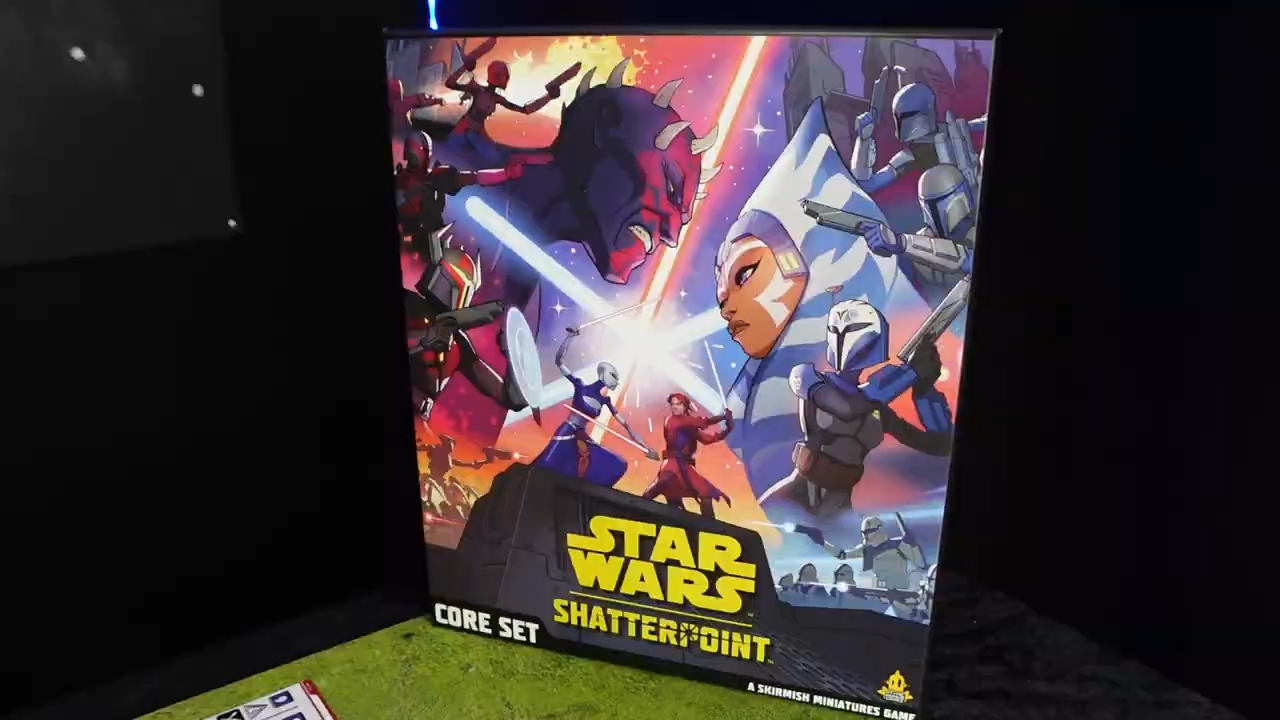 STAR
WARS
SHATTERPOINT
CORE SET
A SKIRMISH MINIATURES GAME